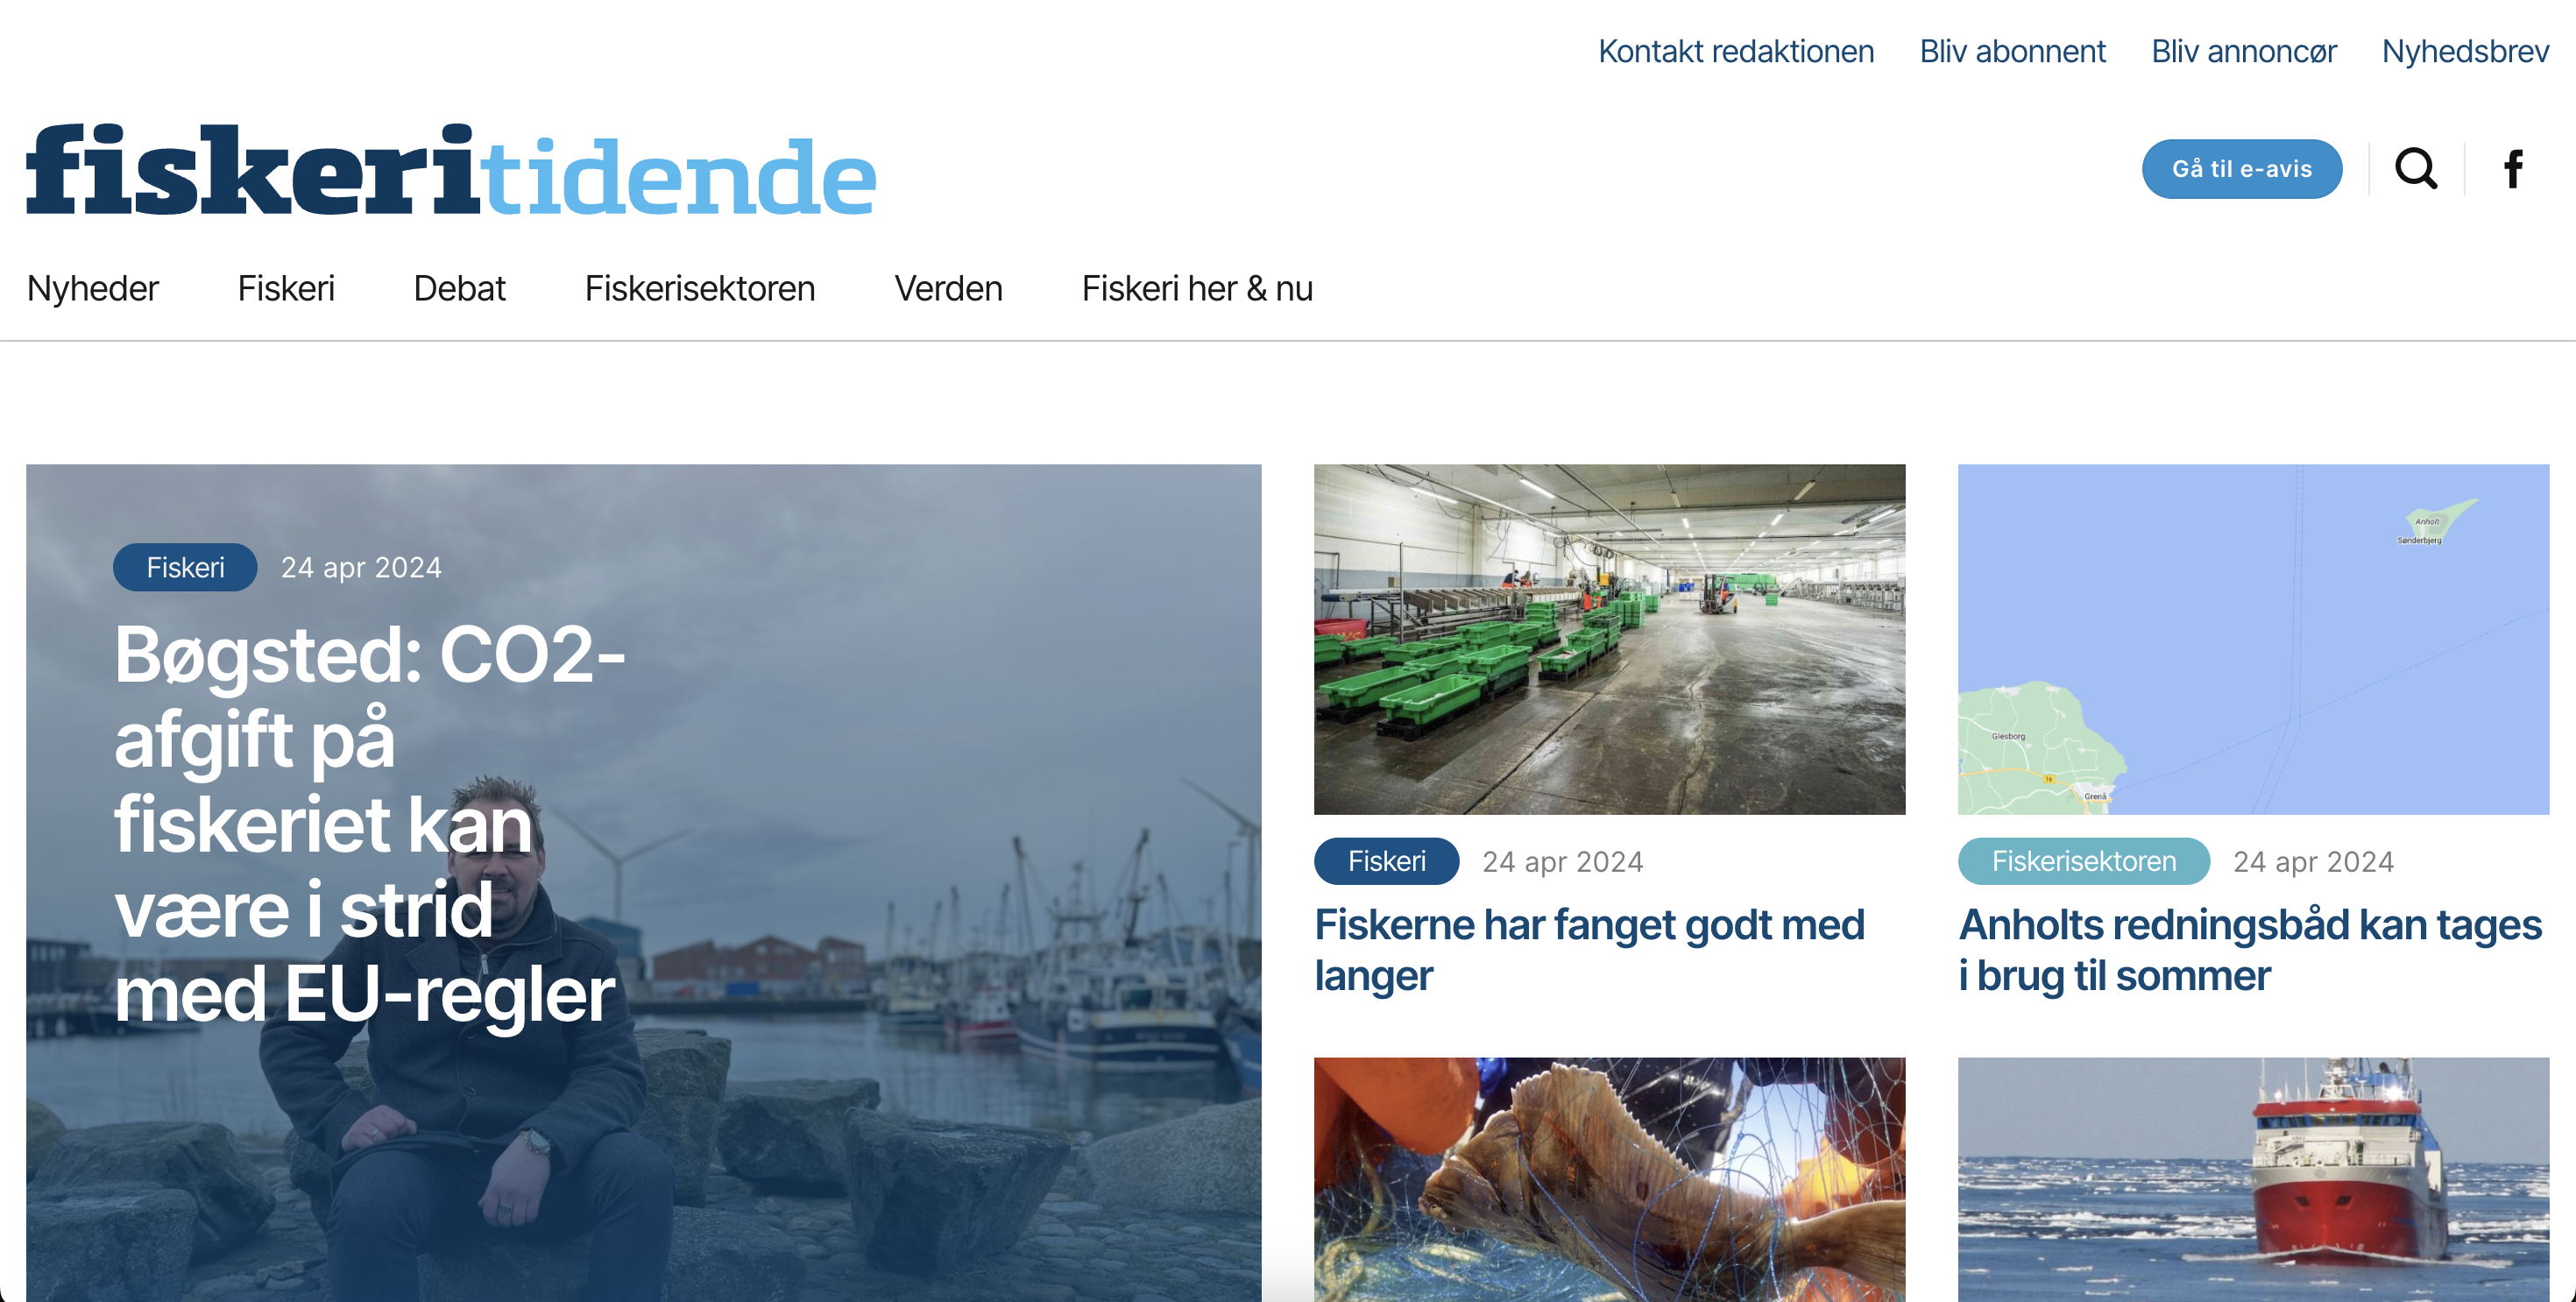 Kontakt redaktionen Bliv abonnent Bliv annoncør Nyhedsbrev
fiskeritidende
Gå til e-avis
Nyheder Fiskeri Debat Fiskerisektoren Verden Fiskeri her & nu
Fiskeri 24 apr 2024
Bøgsted: CO2-
afgift på
fiskeriet kan
være i strid
med EU-regler
Fiskeri 24 apr 2024
Fiskerne har fanget godt med
langer
Anholt
Sønderbjerg
Glesborg
16
Grenå
Fiskerisektoren 24 apr 2024
Anholts redningsbåd kan tages
i brug til sommer